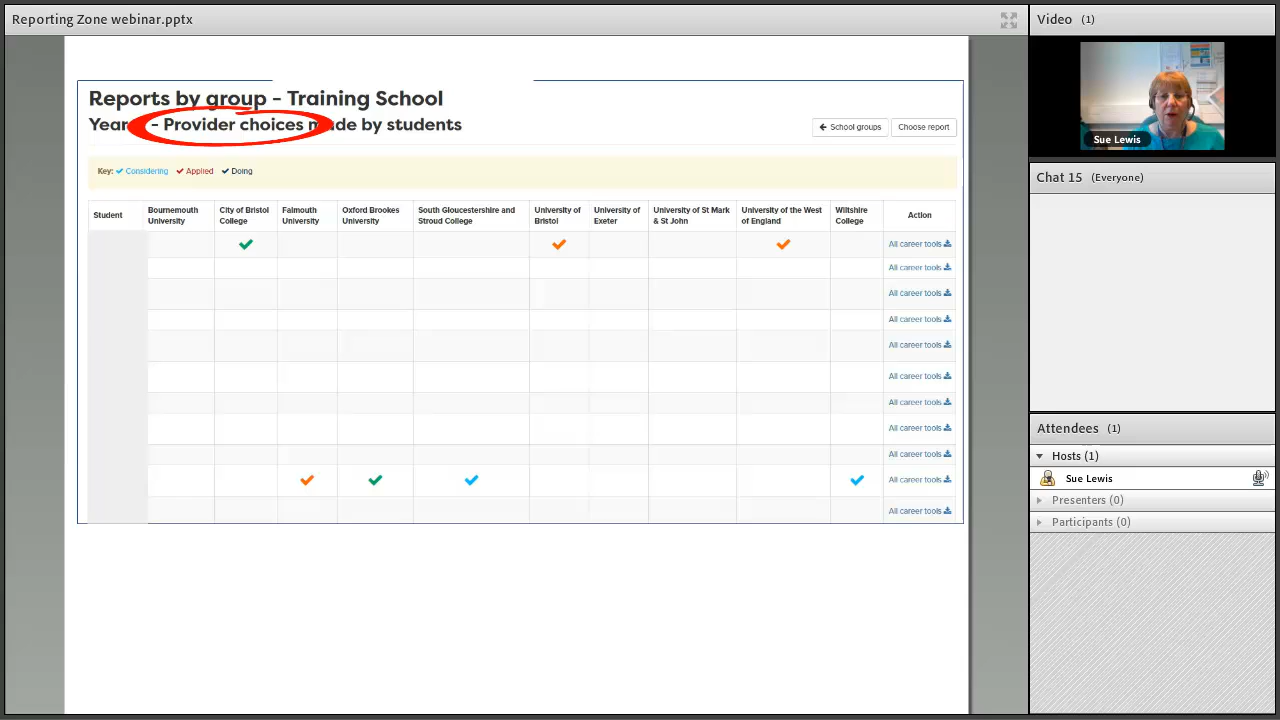 Reporting Zone webinar.pptx
Reports by group - Training School
Year - Provider choices made by students
School groups
Choose report
Key: Considering Applied Doing
Student
Bournemouth
University
City of Bristol
College
Falmouth
University
Oxford Brookes
University
South Gloucestershire and
Stroud College
University of
Bristol
University of
Exeter
University of St Mark
& St John
University of the West
of England
Wiltshire
College
Action
All career tools
All career tools
All career tools
All career tools
All career tools
All career tools
All career tools
All career tools
All career tools
All career tools
All career tools
Video (1)
Sue Lewis
Chat 15 (Everyone)
Attendees (1)
Hosts (1)
Sue Lewis
Presenters (0)
Participants (0)